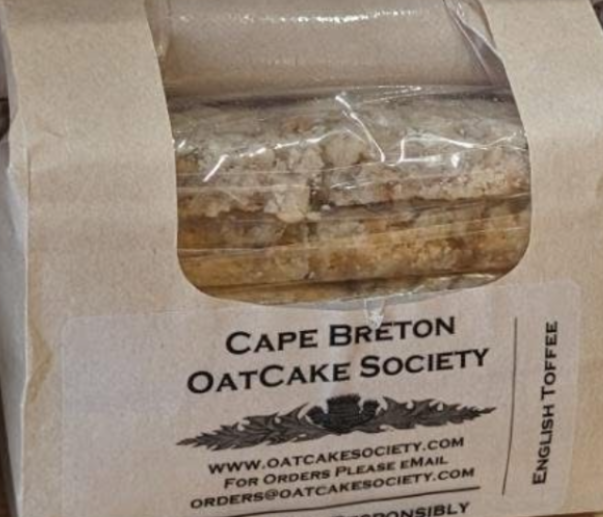 CAPE BRETON
OATCAKE SOCIETY
WWW.OATCAKESOCIETY.COM
FOR ORDERS PLEASE EMAIL
ORDERS@OATCAKESOCIETY.COM
ENGLISH TOFFEE